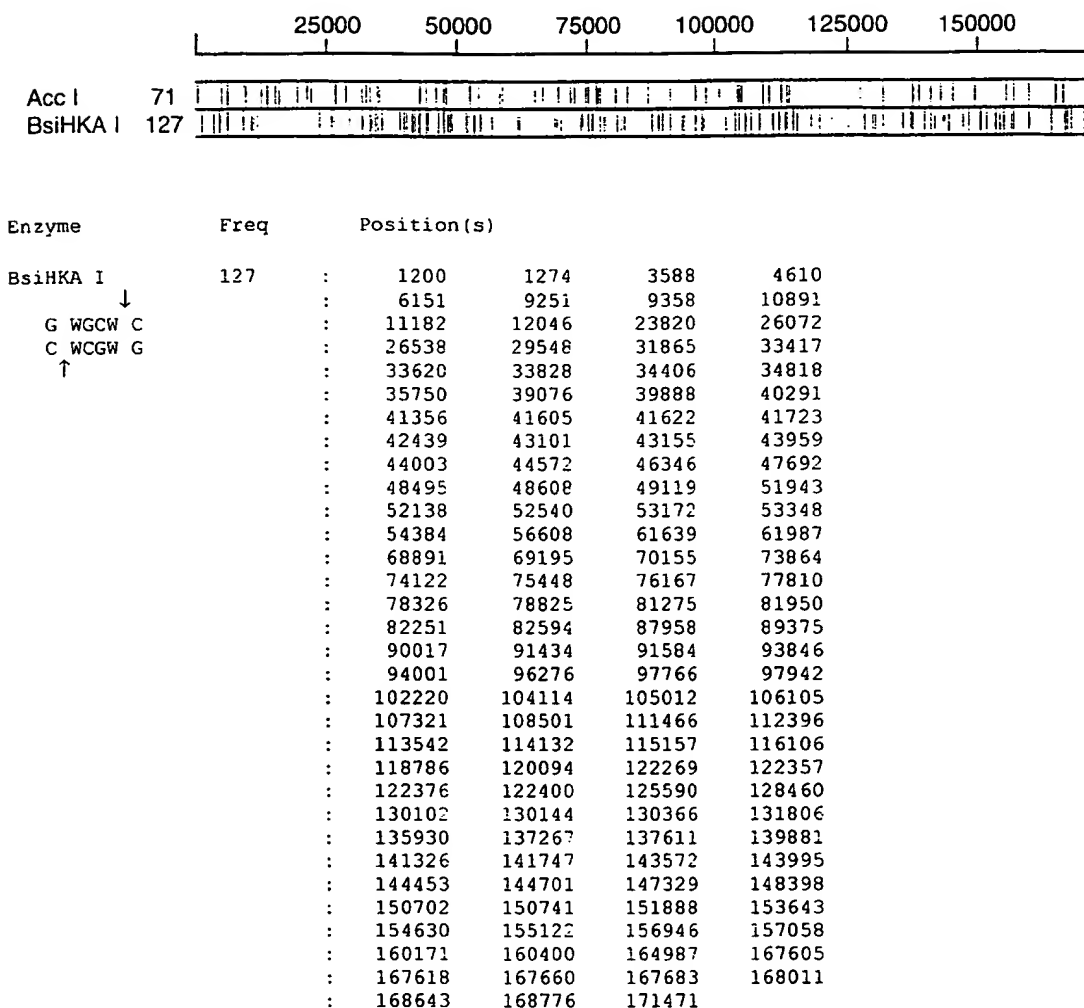 25000 50000 75000 100000 125000 150000
Acc I 71
BsiHKA I 127
Enzyme Freq Position(s)
BsiHKA I 127 : 1200 1274 3588 4610
↓ : 6151 9251 9358 10891
G WGCW C : 11182 12046 23820 26072
C WCGW G : 26538 29548 31865 33417
↑ : 33620 33828 34406 34818
: 35750 39076 39888 40291
: 41356 41605 41622 41723
: 42439 43101 43155 43959
: 44003 44572 46346 47692
: 48495 48608 49119 51943
: 52138 52540 53172 53348
: 54384 56608 61639 61987
: 68891 69195 70155 73864
: 74122 75448 76167 77810
: 78326 78825 81275 81950
: 82251 82594 87958 89375
: 90017 91434 91584 93846
: 94001 96276 97766 97942
: 102220 104114 105012 106105
: 107321 108501 111466 112396
: 113542 114132 115157 116106
: 118786 120094 122269 122357
: 122376 122400 125590 128460
: 130102 130144 130366 131806
: 135930 137267 137611 139881
: 141326 141747 143572 143995
: 144453 144701 147329 148398
: 150702 150741 151888 153643
: 154630 155122 156946 157058
: 160171 160400 164987 167605
: 167618 167660 167683 168011
: 168643 168776 171471